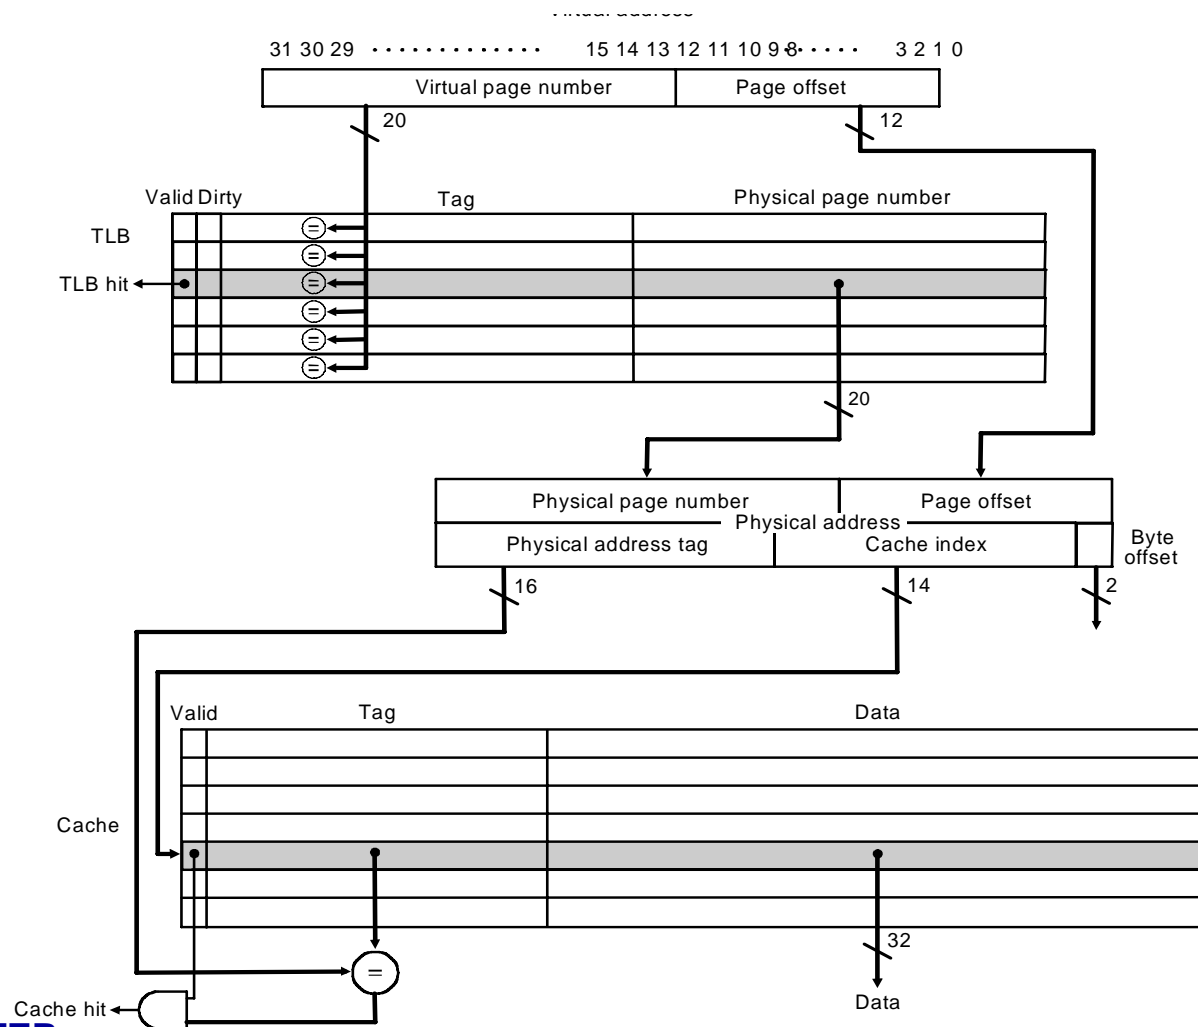 Virtual address
31 30 29 ············· 15 14 13 12 11 10 9 8 ····· 3 2 1 0
Virtual page number Page offset
20 12
Valid Dirty Tag Physical page number
TLB
=
=
TLB hit =
=
=
=
20
Physical page number Page offset
Physical address
Physical address tag Cache index Byte offset
16 14 2
Valid Tag Data
Cache
32
=
Data
Cache hit